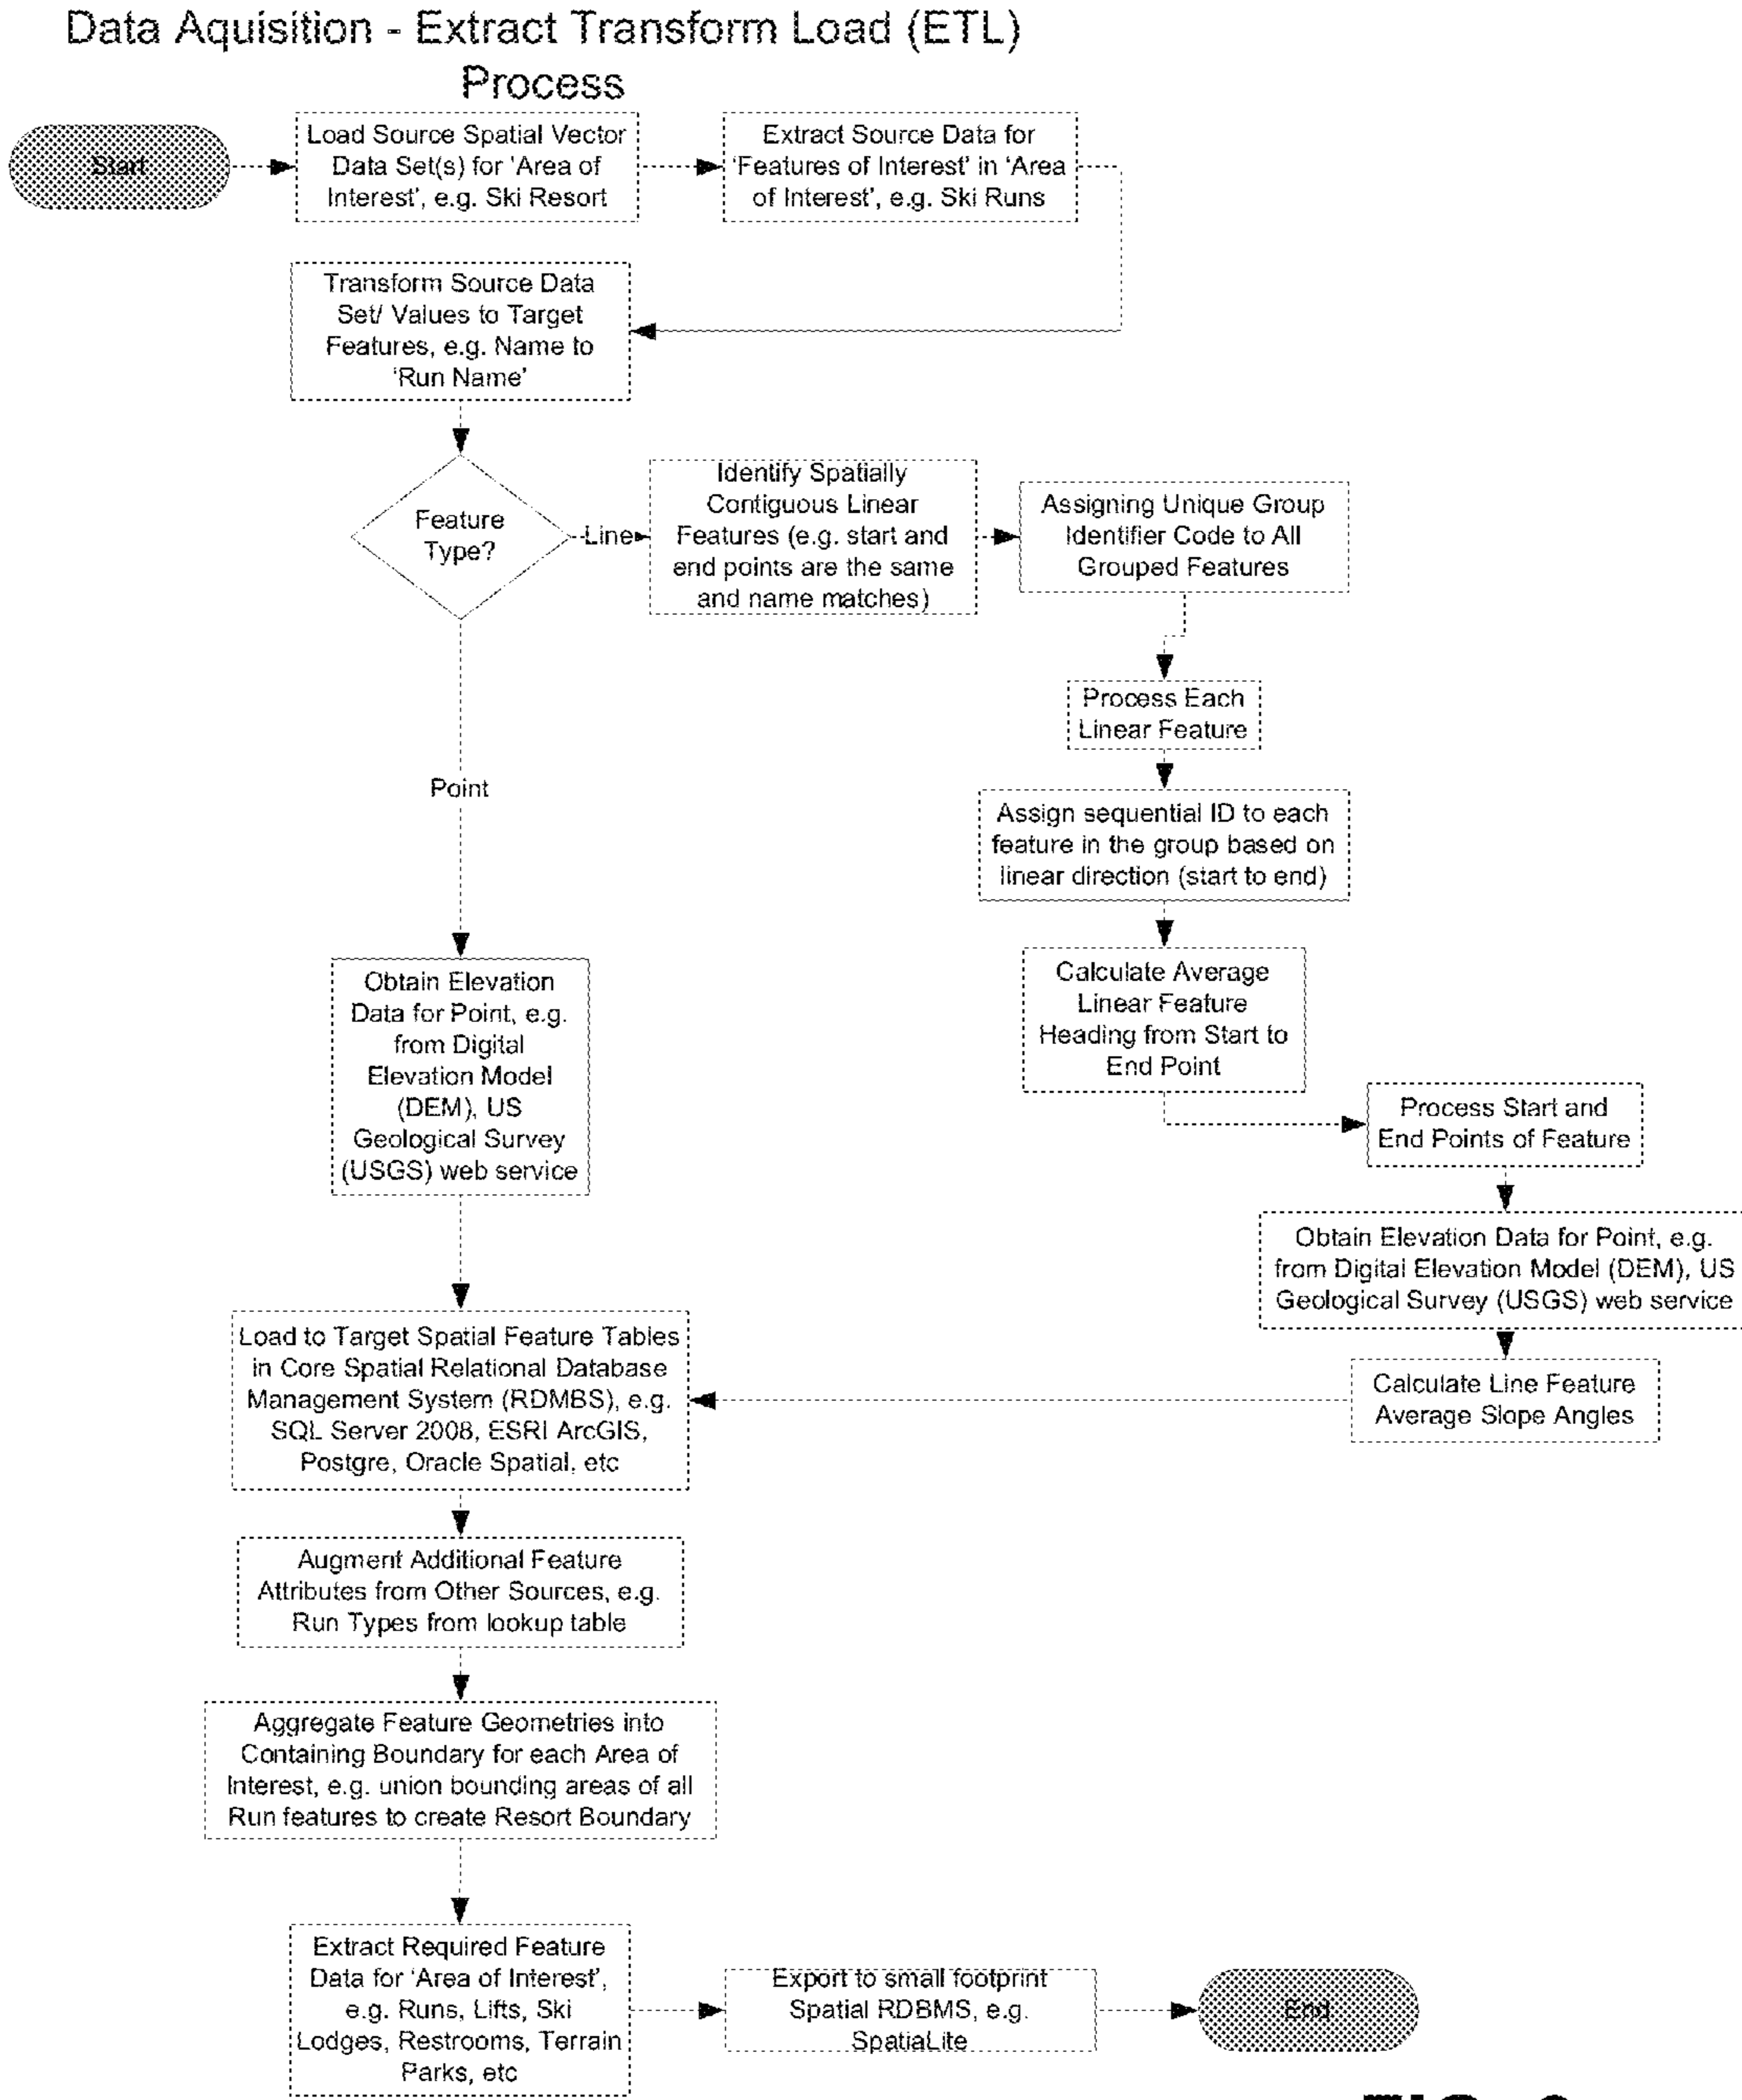 Data Aquisition - Extract Transform Load (ETL)
Process
Start
Load Source Spatial Vector
Data Set(s) for 'Area of
Interest', e.g. Ski Resort
Extract Source Data for
'Features of Interest' in 'Area
of Interest', e.g. Ski Runs
Transform Source Data
Set/ Values to Target
Features, e.g. Name to
'Run Name'
Feature
Type?
Line
Identify Spatially
Contiguous Linear
Features (e.g. start and
end points are the same
and name matches)
Assigning Unique Group
Identifier Code to All
Grouped Features
Process Each
Linear Feature
Point
Assign sequential ID to each
feature in the group based on
linear direction (start to end)
Calculate Average
Linear Feature
Heading from Start to
End Point
Process Start and
End Points of Feature
Obtain Elevation
Data for Point, e.g.
from Digital
Elevation Model
(DEM), US
Geological Survey
(USGS) web service
Obtain Elevation Data for Point, e.g.
from Digital Elevation Model (DEM), US
Geological Survey (USGS) web service
Calculate Line Feature
Average Slope Angles
Load to Target Spatial Feature Tables
in Core Spatial Relational Database
Management System (RDMBS), e.g.
SQL Server 2008, ESRI ArcGIS,
Postgre, Oracle Spatial, etc
Augment Additional Feature
Attributes from Other Sources, e.g.
Run Types from lookup table
Aggregate Feature Geometries into
Containing Boundary for each Area of
Interest, e.g. union bounding areas of all
Run features to create Resort Boundary
Extract Required Feature
Data for 'Area of Interest',
e.g. Runs, Lifts, Ski
Lodges, Restrooms, Terrain
Parks, etc
Export to small footprint
Spatial RDBMS, e.g.
SpatiaLite
End